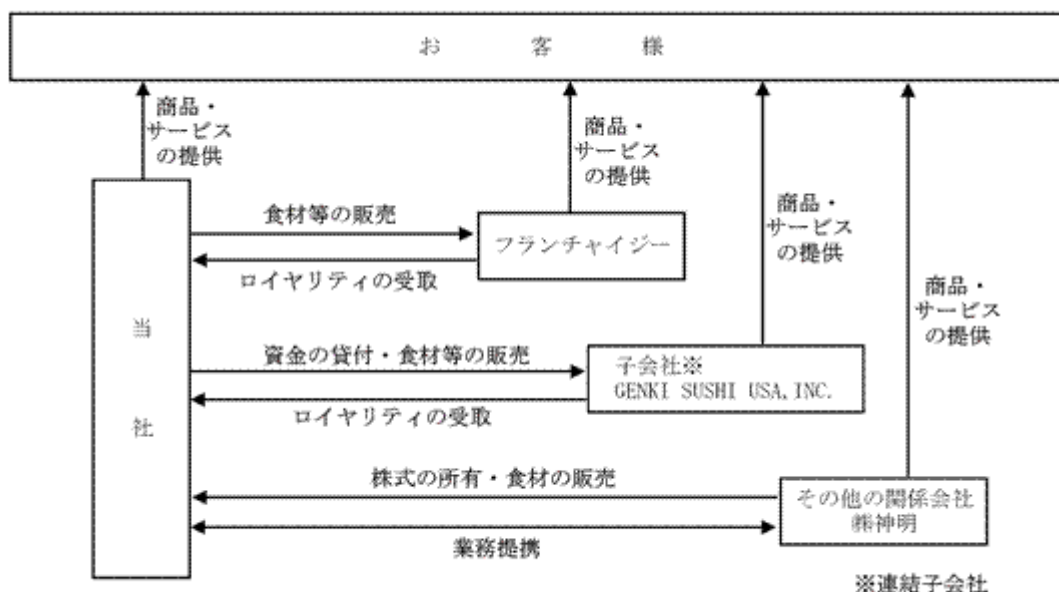 お客様
商品・
サービス
の提供
商品・
サービス
の提供
商品・
サービス
の提供
商品・
サービス
の提供
当社
食材等の販売
フランチャイジー
ロイヤリティの受取
資金の貸付・食材等の販売
子会社※
GENKI SUSHI USA,INC.
ロイヤリティの受取
株式の所有・食材の販売
その他の関係会社
㈱神明
業務提携
※連結子会社